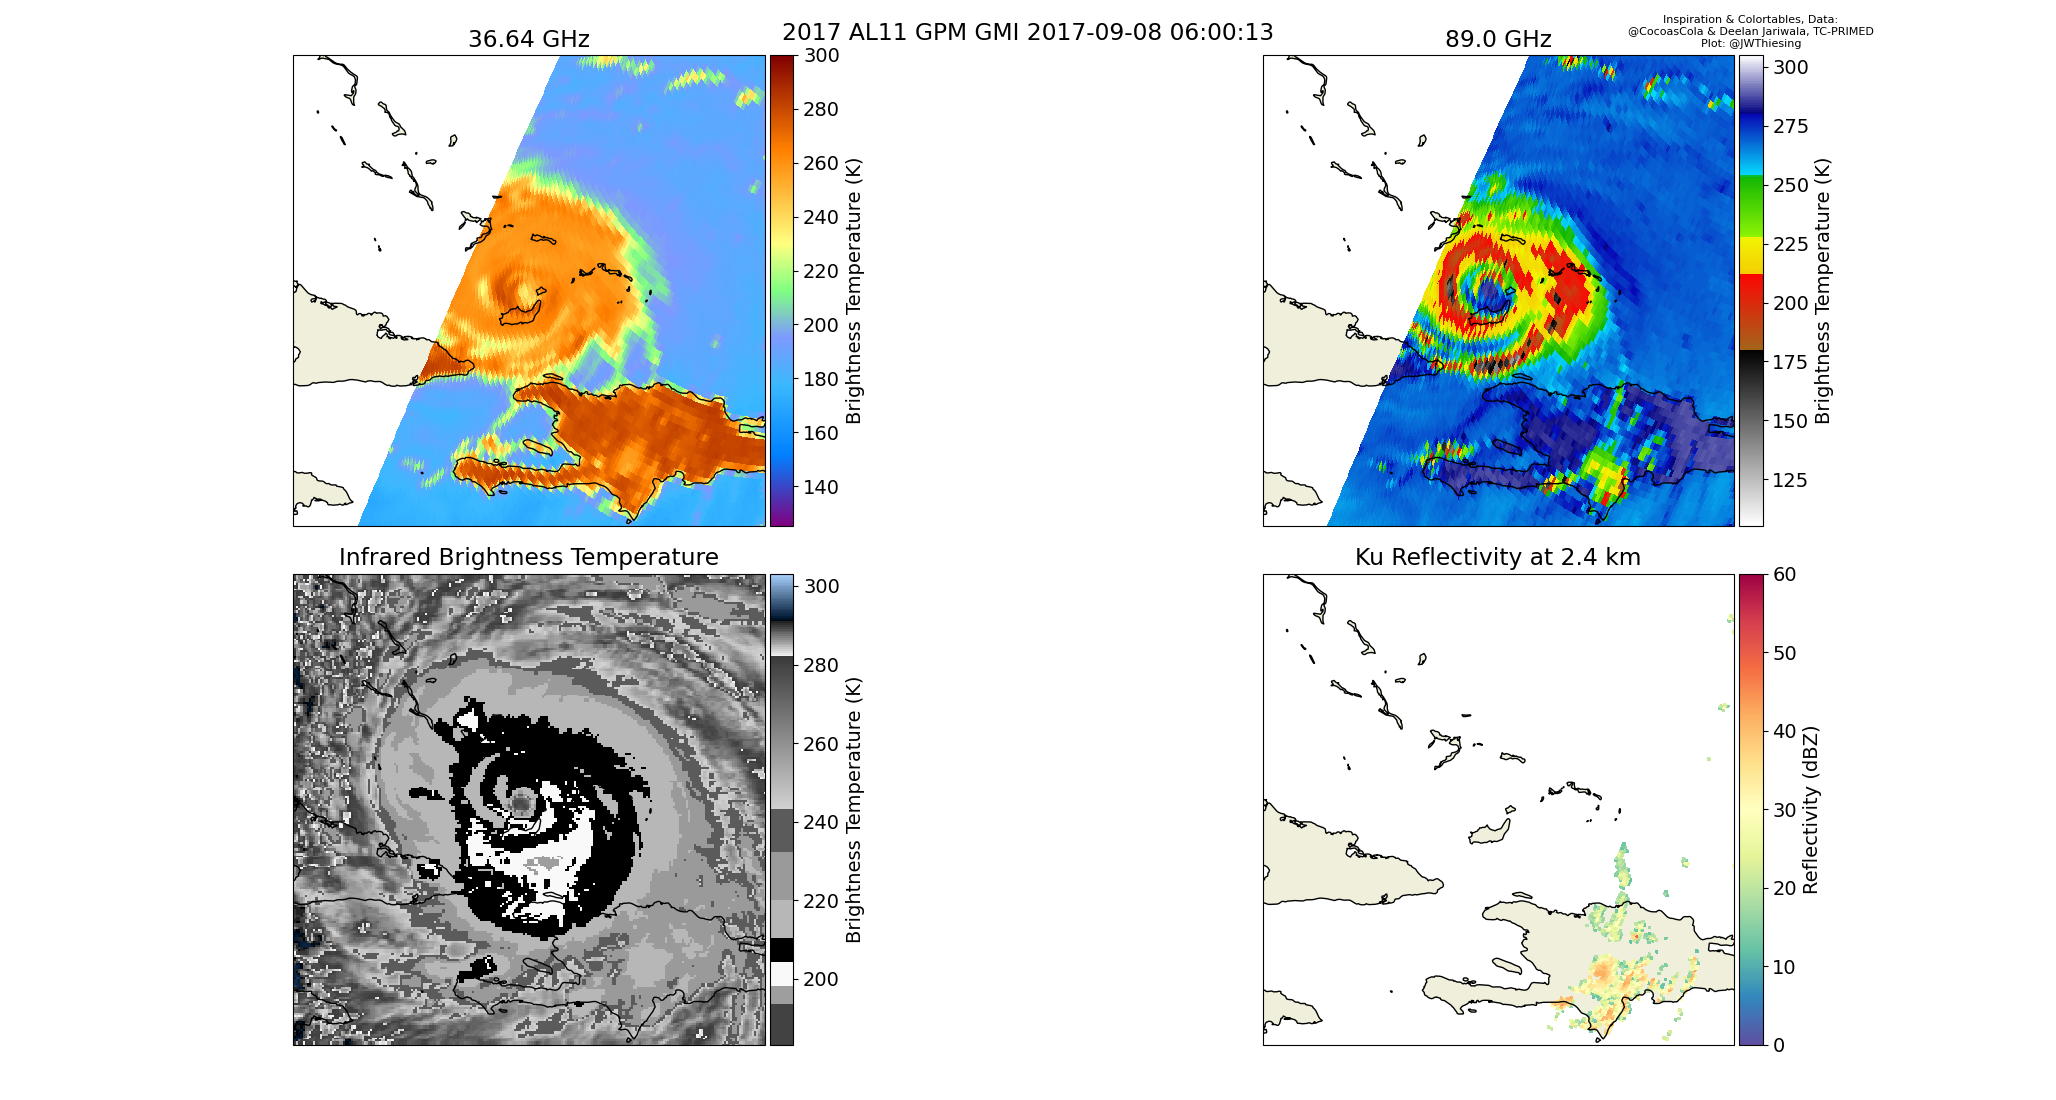 2017 AL11 GPM GMI 2017-09-08 06:00:13
Inspiration & Colortables, Data:
@CocoasCola & Deelan Jariwala, TC-PRIMED
Plot: @JWThiesing
36.64 GHz
300
280
260
240
220
200
180
160
140
Brightness Temperature (K)
89.0 GHz
300
275
250
225
200
175
150
125
Brightness Temperature (K)
Infrared Brightness Temperature
300
280
260
240
220
200
Brightness Temperature (K)
Ku Reflectivity at 2.4 km
60
50
40
30
20
10
0
Reflectivity (dBZ)